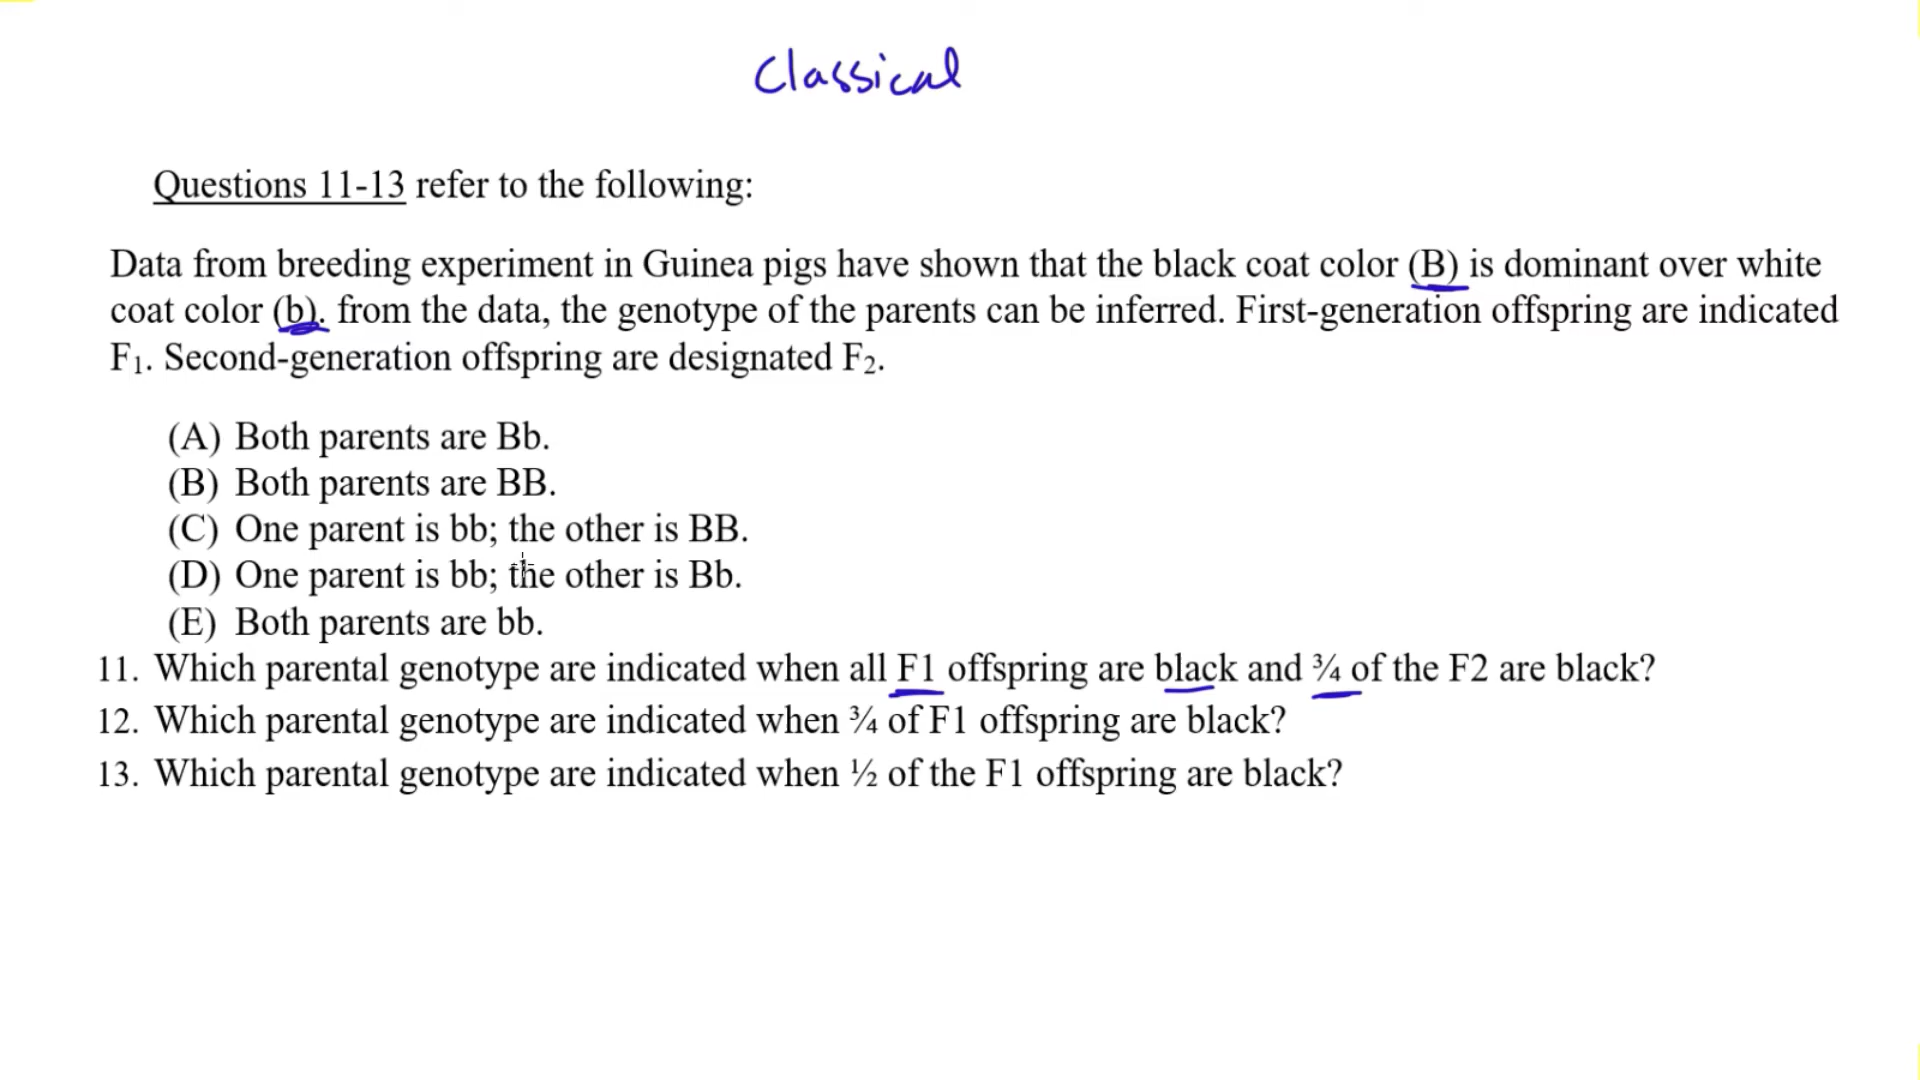 Classical
Questions 11-13 refer to the following:
Data from breeding experiment in Guinea pigs have shown that the black coat color (B) is dominant over white
coat color (b). from the data, the genotype of the parents can be inferred. First-generation offspring are indicated
F₁. Second-generation offspring are designated F₂.
(A) Both parents are Bb.
(B) Both parents are BB.
(C) One parent is bb; the other is BB.
(D) One parent is bb; the other is Bb.
(E) Both parents are bb.
11. Which parental genotype are indicated when all F1 offspring are black and ¾ of the F2 are black?
12. Which parental genotype are indicated when ¾ of F1 offspring are black?
13. Which parental genotype are indicated when ½ of the F1 offspring are black?